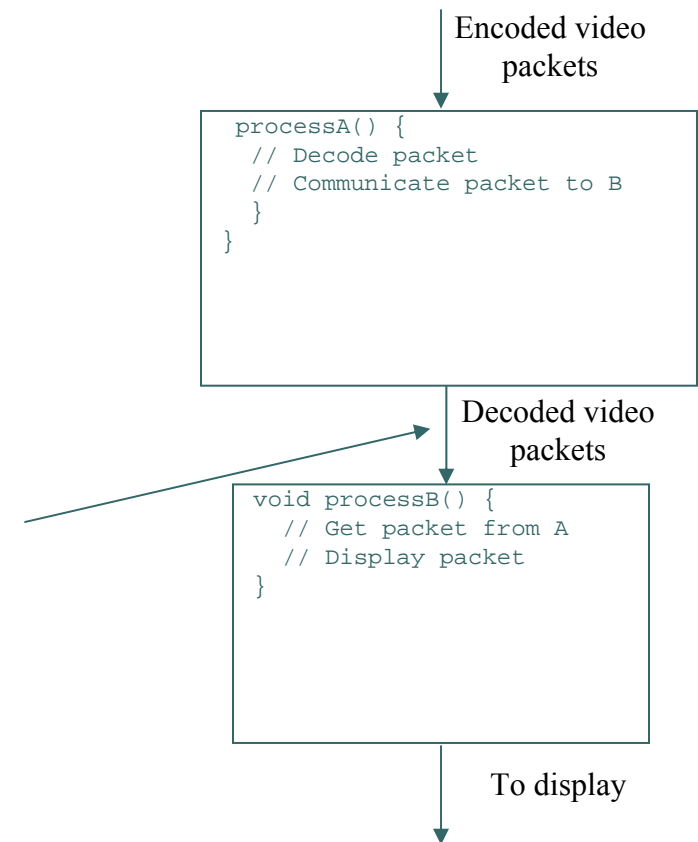 Encoded video
packets
processA() {
// Decode packet
// Communicate packet to B
}
}
Decoded video
packets
void processB() {
// Get packet from A
// Display packet
}
To display